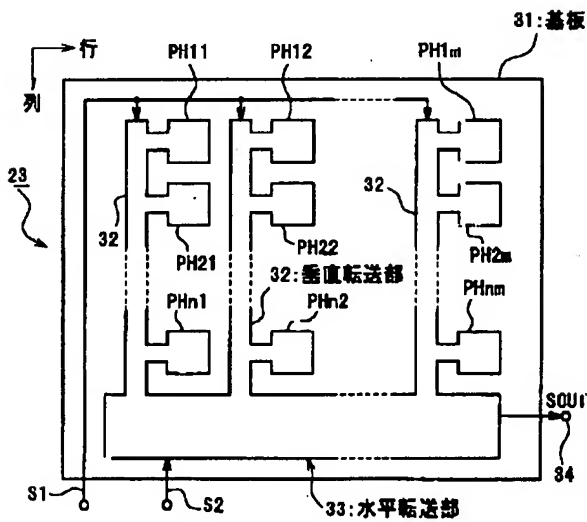 31:基板
行
列
PH11
PH12
PH1m
23
32
PH21
PH22
32
PH2m
32:垂直転送部
PHn1
PHn2
PHnm
SOUT
34
S1
S2
33:水平転送部